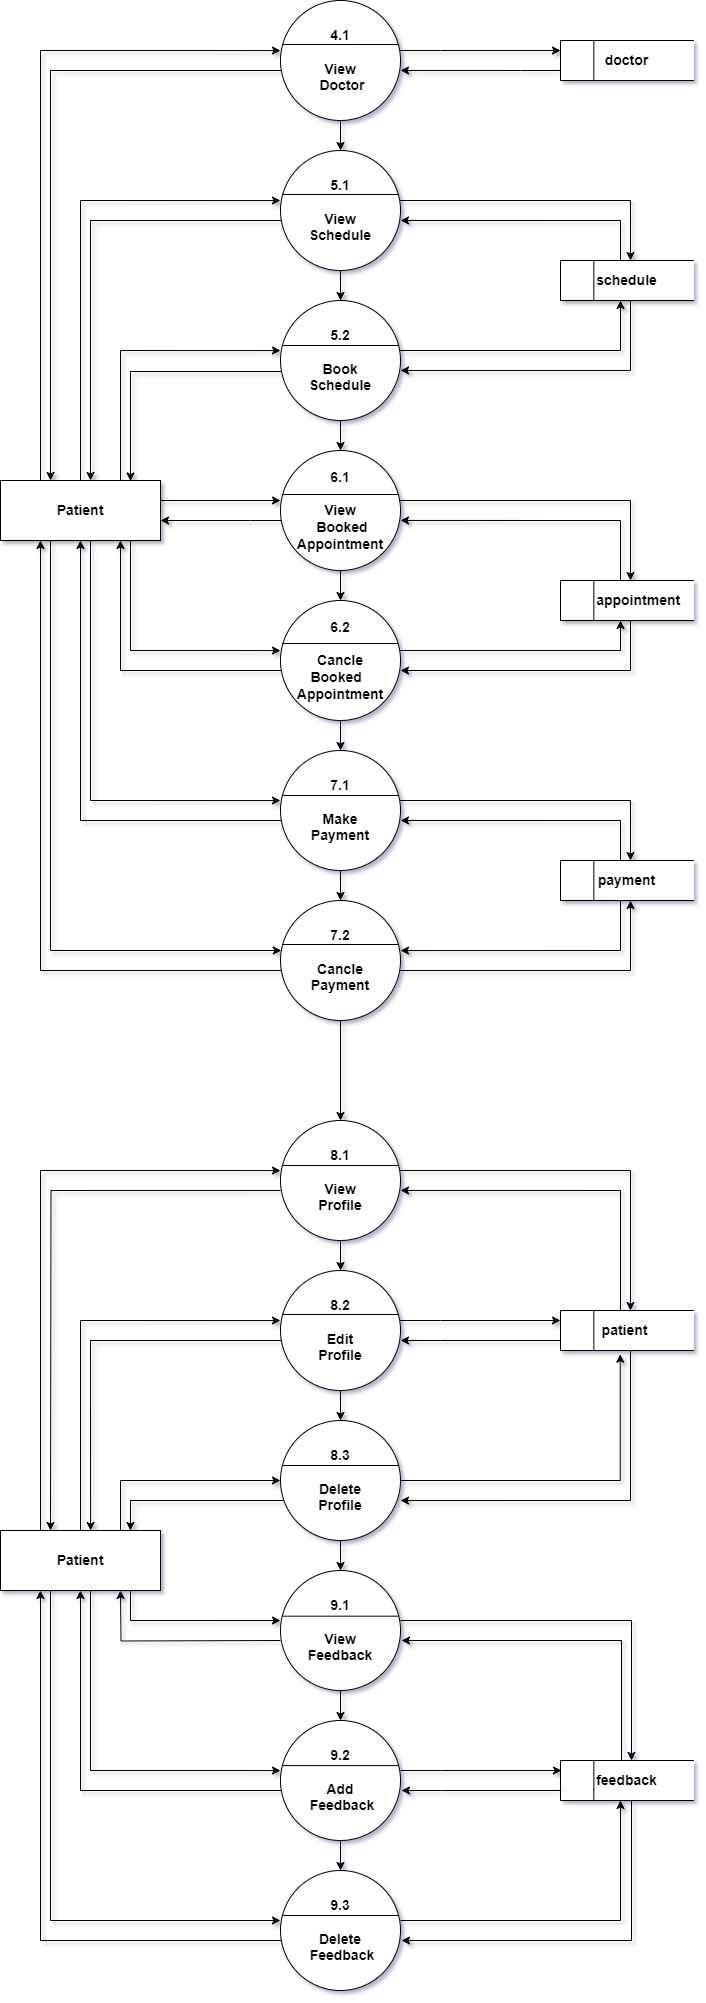 4.1
View
Doctor
doctor
5.1
View
Schedule
schedule
5.2
Book
Schedule
Patient
6.1
View
Booked
Appointment
appointment
6.2
Cancle
Booked
Appointment
7.1
Make
Payment
payment
7.2
Cancle
Payment
8.1
View
Profile
8.2
Edit
Profile
patient
8.3
Delete
Profile
Patient
9.1
View
Feedback
9.2
Add
Feedback
feedback
9.3
Delete
Feedback